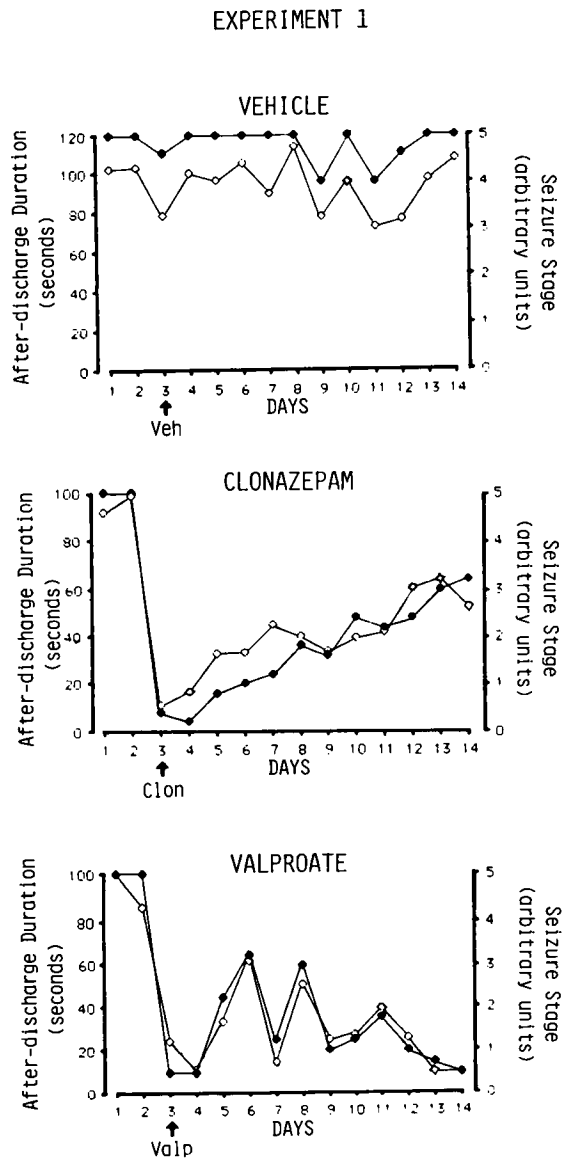 EXPERIMENT 1
VEHICLE
After-discharge Duration
(seconds)
120
100
80
60
40
20
0
5
4
3
2
1
0
Seizure Stage
(arbitrary units)
1 2 3 4 5 6 7 8 9 10 11 12 13 14
DAYS
Veh
CLONAZEPAM
After-discharge Duration
(seconds)
100
80
60
40
20
0
5
4
3
2
1
0
Seizure Stage
(arbitrary units)
1 2 3 4 5 6 7 8 9 10 11 12 13 14
DAYS
Clon
VALPROATE
After-discharge Duration
(seconds)
100
80
60
40
20
0
5
4
3
2
1
0
Seizure Stage
(arbitrary units)
1 2 3 4 5 6 7 8 9 10 11 12 13 14
DAYS
Valp